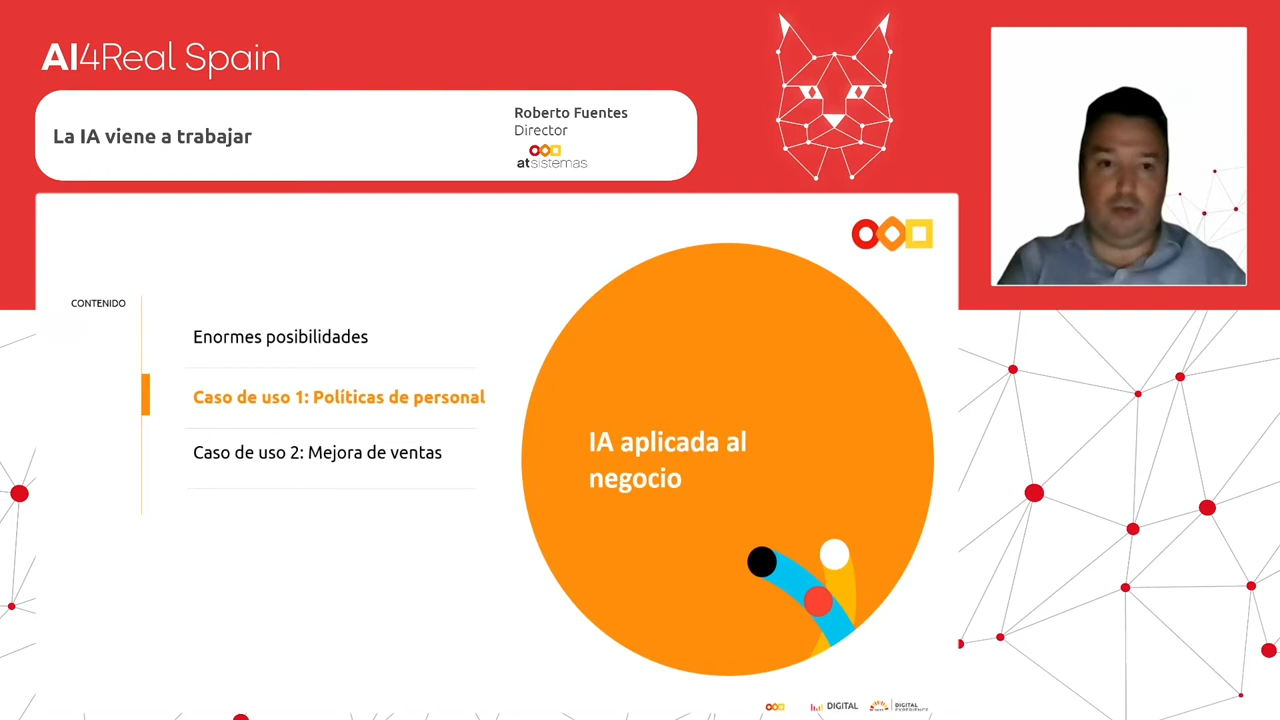 AI4Real Spain
La IA viene a trabajar
Roberto Fuentes
Director
atsistemas
CONTENIDO
Enormes posibilidades
Caso de uso 1: Políticas de personal
Caso de uso 2: Mejora de ventas
IA aplicada al
negocio
DIGITAL
DIGITAL
EXPERIENCE